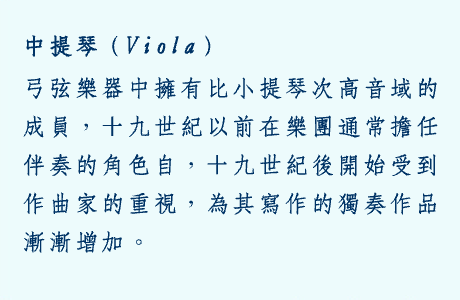 中提琴（Viola）
弓弦樂器中擁有比小提琴次高音域的
成員，十九世紀以前在樂團通常擔任
伴奏的角色自，十九世紀後開始受到
作曲家的重視，為其寫作的獨奏作品
漸漸增加。